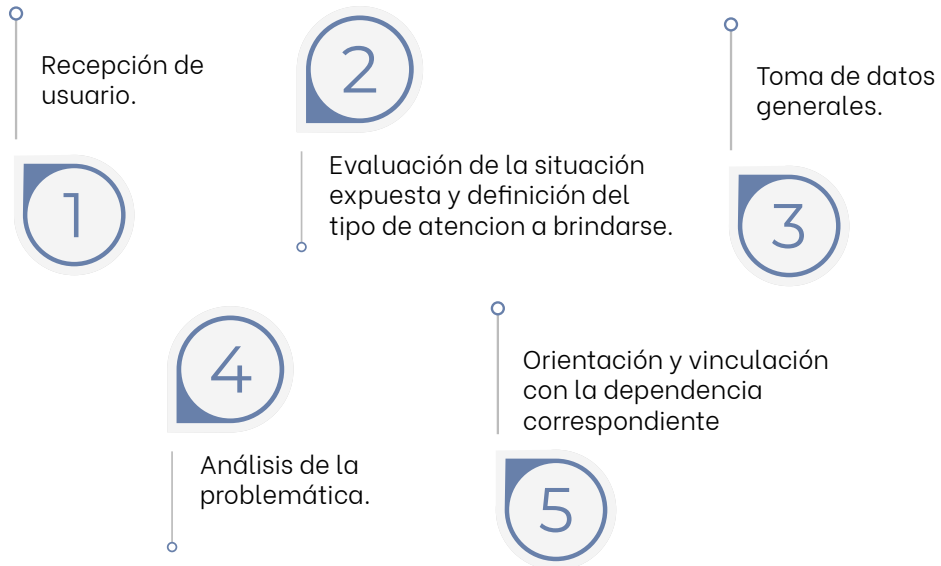 1
Recepción de
usuario.
2
Evaluación de la situación
expuesta y definición del
tipo de atencion a brindarse.
3
Toma de datos
generales.
4
Análisis de la
problemática.
5
Orientación y vinculación
con la dependencia
correspondiente